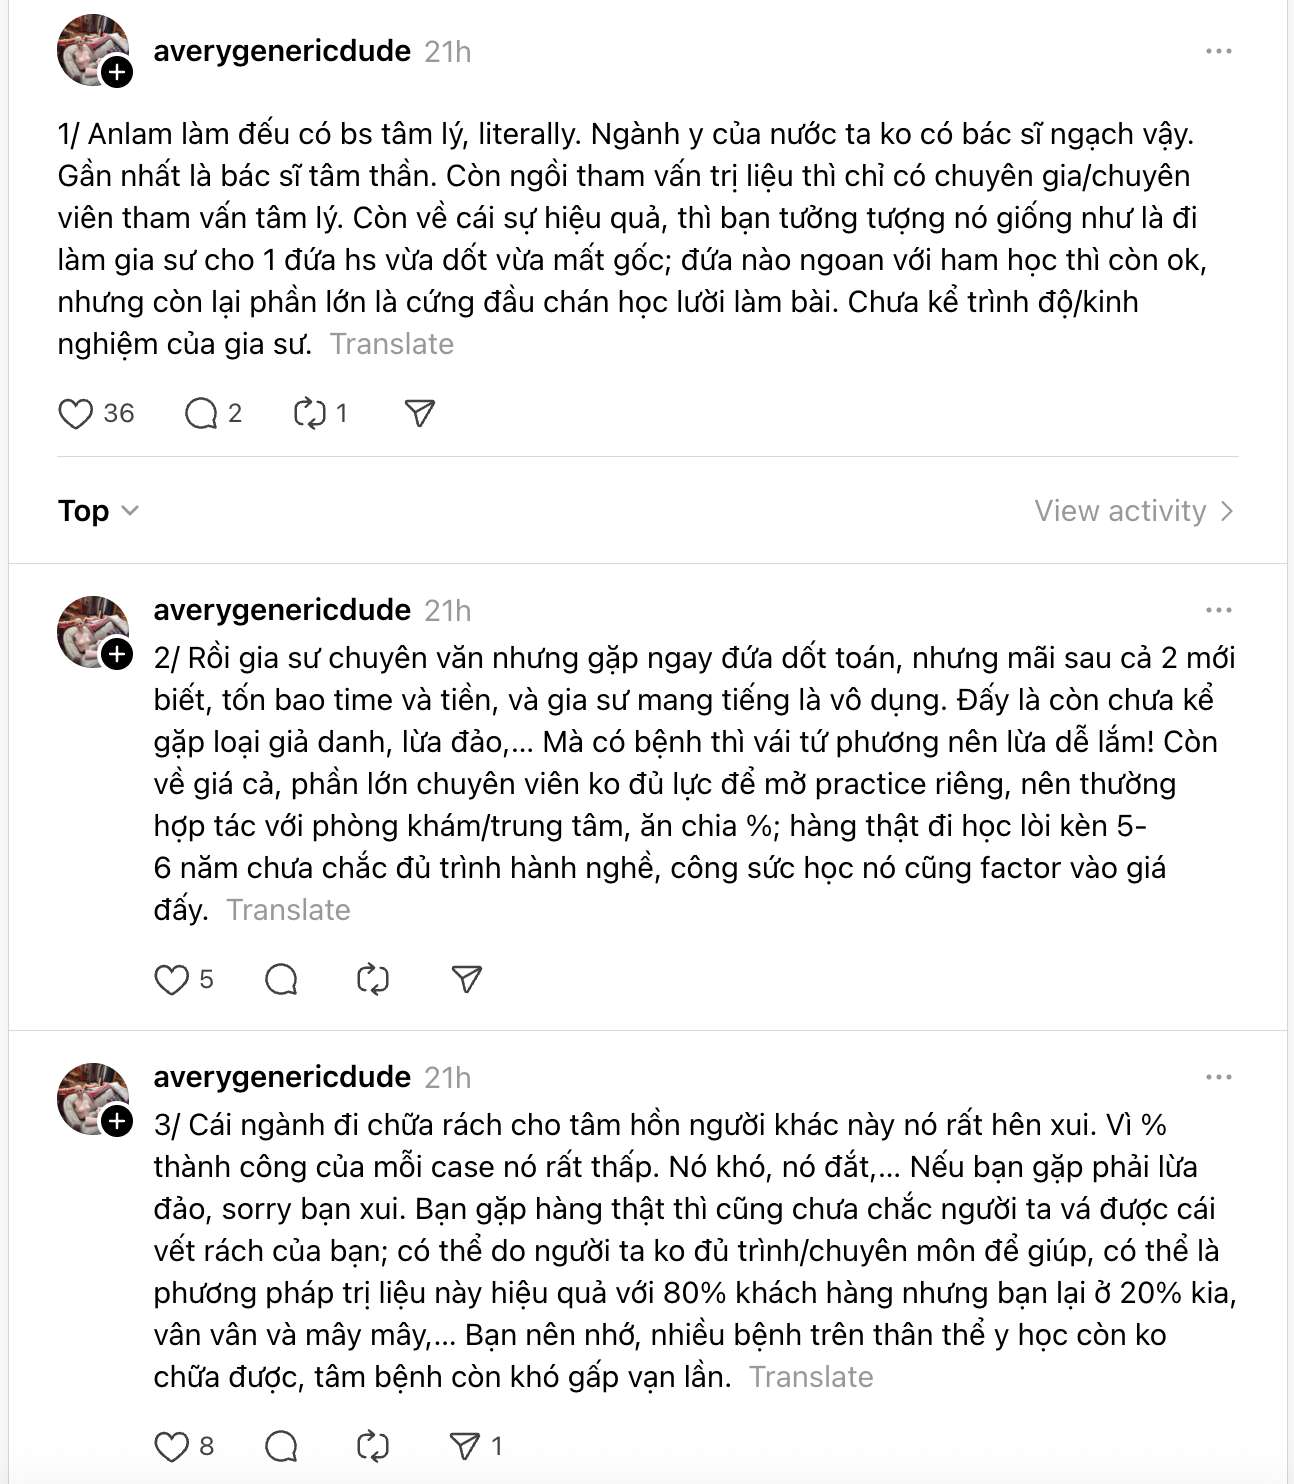 averygenericdude 21h
1/ Anlam làm đếu có bs tâm lý, literally. Ngành y của nước ta ko có bác sĩ ngạch vậy.
Gần nhất là bác sĩ tâm thần. Còn ngồi tham vấn trị liệu thì chỉ có chuyên gia/chuyên
viên tham vấn tâm lý. Còn về cái sự hiệu quả, thì bạn tưởng tượng nó giống như là đi
làm gia sư cho 1 đứa hs vừa dốt vừa mất gốc; đứa nào ngoan với ham học thì còn ok,
nhưng còn lại phần lớn là cứng đầu chán học lười làm bài. Chưa kể trình độ/kinh
nghiệm của gia sư. Translate
36 2 1
Top View activity
averygenericdude 21h
2/ Rồi gia sư chuyên văn nhưng gặp ngay đứa dốt toán, nhưng mãi sau cả 2 mới
biết, tốn bao time và tiền, và gia sư mang tiếng là vô dụng. Đấy là còn chưa kể
gặp loại giả danh, lừa đảo,... Mà có bệnh thì vái tứ phương nên lừa dễ lắm! Còn
về giá cả, phần lớn chuyên viên ko đủ lực để mở practice riêng, nên thường
hợp tác với phòng khám/trung tâm, ăn chia %; hàng thật đi học lòi kèn 5-
6 năm chưa chắc đủ trình hành nghề, công sức học nó cũng factor vào giá
đấy. Translate
5
averygenericdude 21h
3/ Cái ngành đi chữa rách cho tâm hồn người khác này nó rất hên xui. Vì %
thành công của mỗi case nó rất thấp. Nó khó, nó đắt,... Nếu bạn gặp phải lừa
đảo, sorry bạn xui. Bạn gặp hàng thật thì cũng chưa chắc người ta vá được cái
vết rách của bạn; có thể do người ta ko đủ trình/chuyên môn để giúp, có thể là
phương pháp trị liệu này hiệu quả với 80% khách hàng nhưng bạn lại ở 20% kia,
vân vân và mây mây,... Bạn nên nhớ, nhiều bệnh trên thân thể y học còn ko
chữa được, tâm bệnh còn khó gấp vạn lần. Translate
8 1